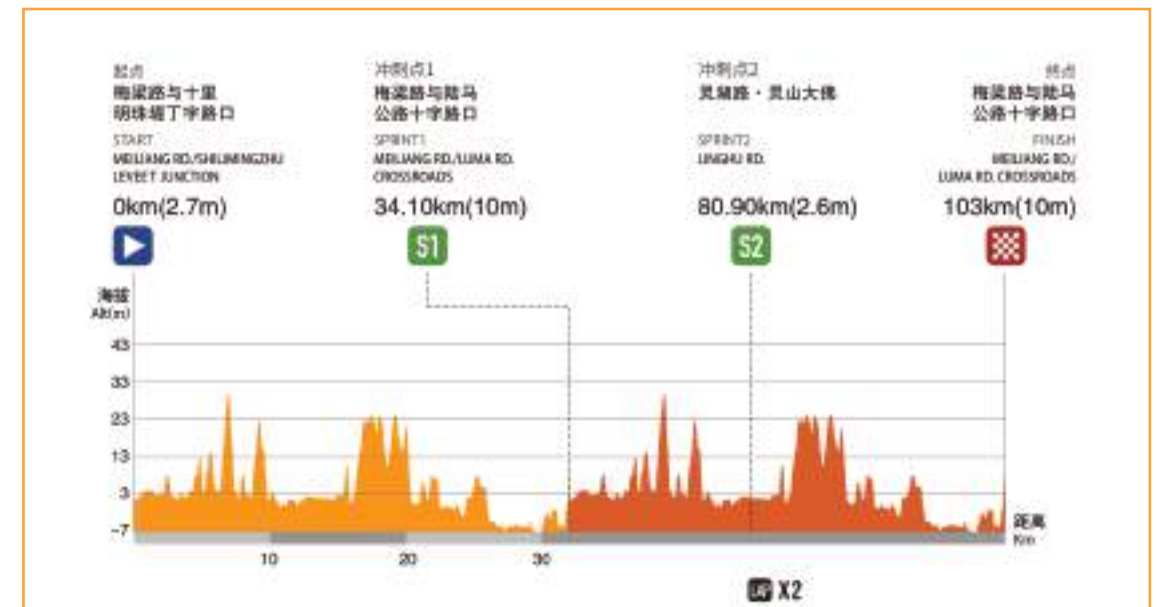 起点
梅梁路与十里
明珠堤丁字路口
START
MEILIANG RD./SHILIMINGZHU
LEVEE T JUNCTION
0km(2.7m)
冲刺点1
梅梁路与陆马
公路十字路口
SPRINT1
MEILIANG RD./LUMA RD.
CROSSROADS
34.10km(10m)
S1
冲刺点2
灵湖路·灵山大佛
SPRINT2
LINGHU RD.
80.90km(2.6m)
S2
终点
梅梁路与陆马
公路十字路口
FINISH
MEILIANG RD./
LUMA RD. CROSSROADS
103km(10m)
海拔
Alt(m)
43
33
23
13
3
-7
10
20
30
距离
Km
LAP X2